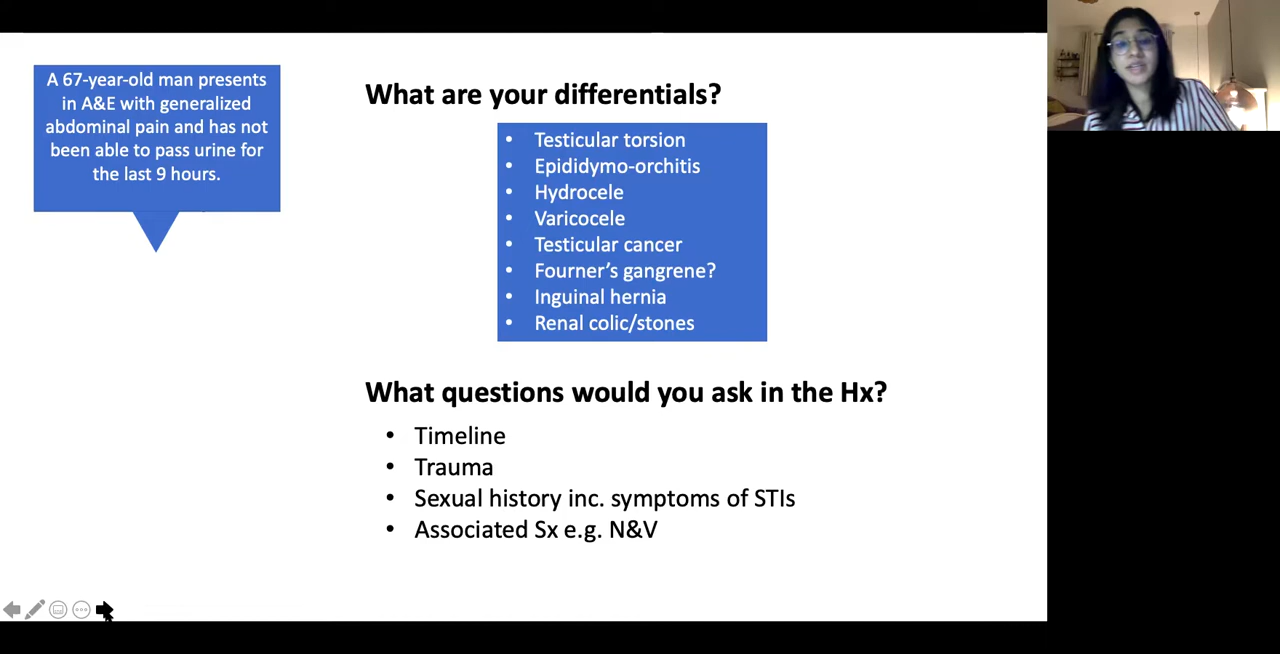 A 67-year-old man presents
in A&E with generalized
abdominal pain and has not
been able to pass urine for
the last 9 hours.
What are your differentials?
• Testicular torsion
• Epididymo-orchitis
• Hydrocele
• Varicocele
• Testicular cancer
• Fourner’s gangrene?
• Inguinal hernia
• Renal colic/stones
What questions would you ask in the Hx?
• Timeline
• Trauma
• Sexual history inc. symptoms of STIs
• Associated Sx e.g. N&V